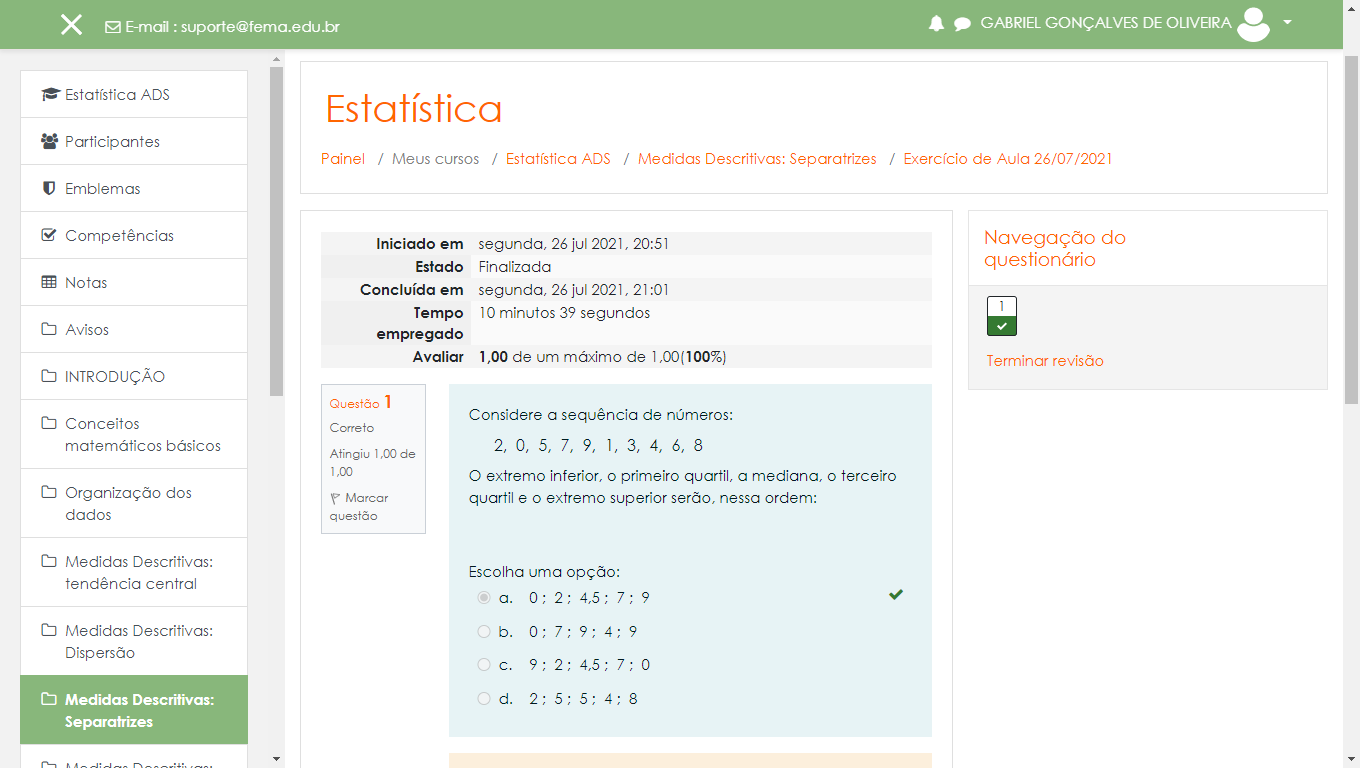 E-mail : suporte@fema.edu.br
GABRIEL GONÇALVES DE OLIVEIRA
Estatística ADS
Participantes
Emblemas
Competências
Notas
Avisos
INTRODUÇÃO
Conceitos
matemáticos básicos
Organização dos
dados
Medidas Descritivas:
tendência central
Medidas Descritivas:
Dispersão
Medidas Descritivas:
Separatrizes
Medidas Descritivas:
Estatística
Painel / Meus cursos / Estatística ADS / Medidas Descritivas: Separatrizes / Exercício de Aula 26/07/2021
Iniciado em segunda, 26 jul 2021, 20:51
Estado Finalizada
Concluída em segunda, 26 jul 2021, 21:01
Tempo 10 minutos 39 segundos
empregado
Avaliar 1,00 de um máximo de 1,00(100%)
Questão 1
Correto
Atingiu 1,00 de
1,00
Marcar
questão
Considere a sequência de números:
2, 0, 5, 7, 9, 1, 3, 4, 6, 8
O extremo inferior, o primeiro quartil, a mediana, o terceiro
quartil e o extremo superior serão, nessa ordem:
Escolha uma opção:
a. 0 ; 2 ; 4,5 ; 7 ; 9
b. 0 ; 7 ; 9 ; 4 ; 9
c. 9 ; 2 ; 4,5 ; 7 ; 0
d. 2 ; 5 ; 5 ; 4 ; 8
Navegação do
questionário
1
Terminar revisão